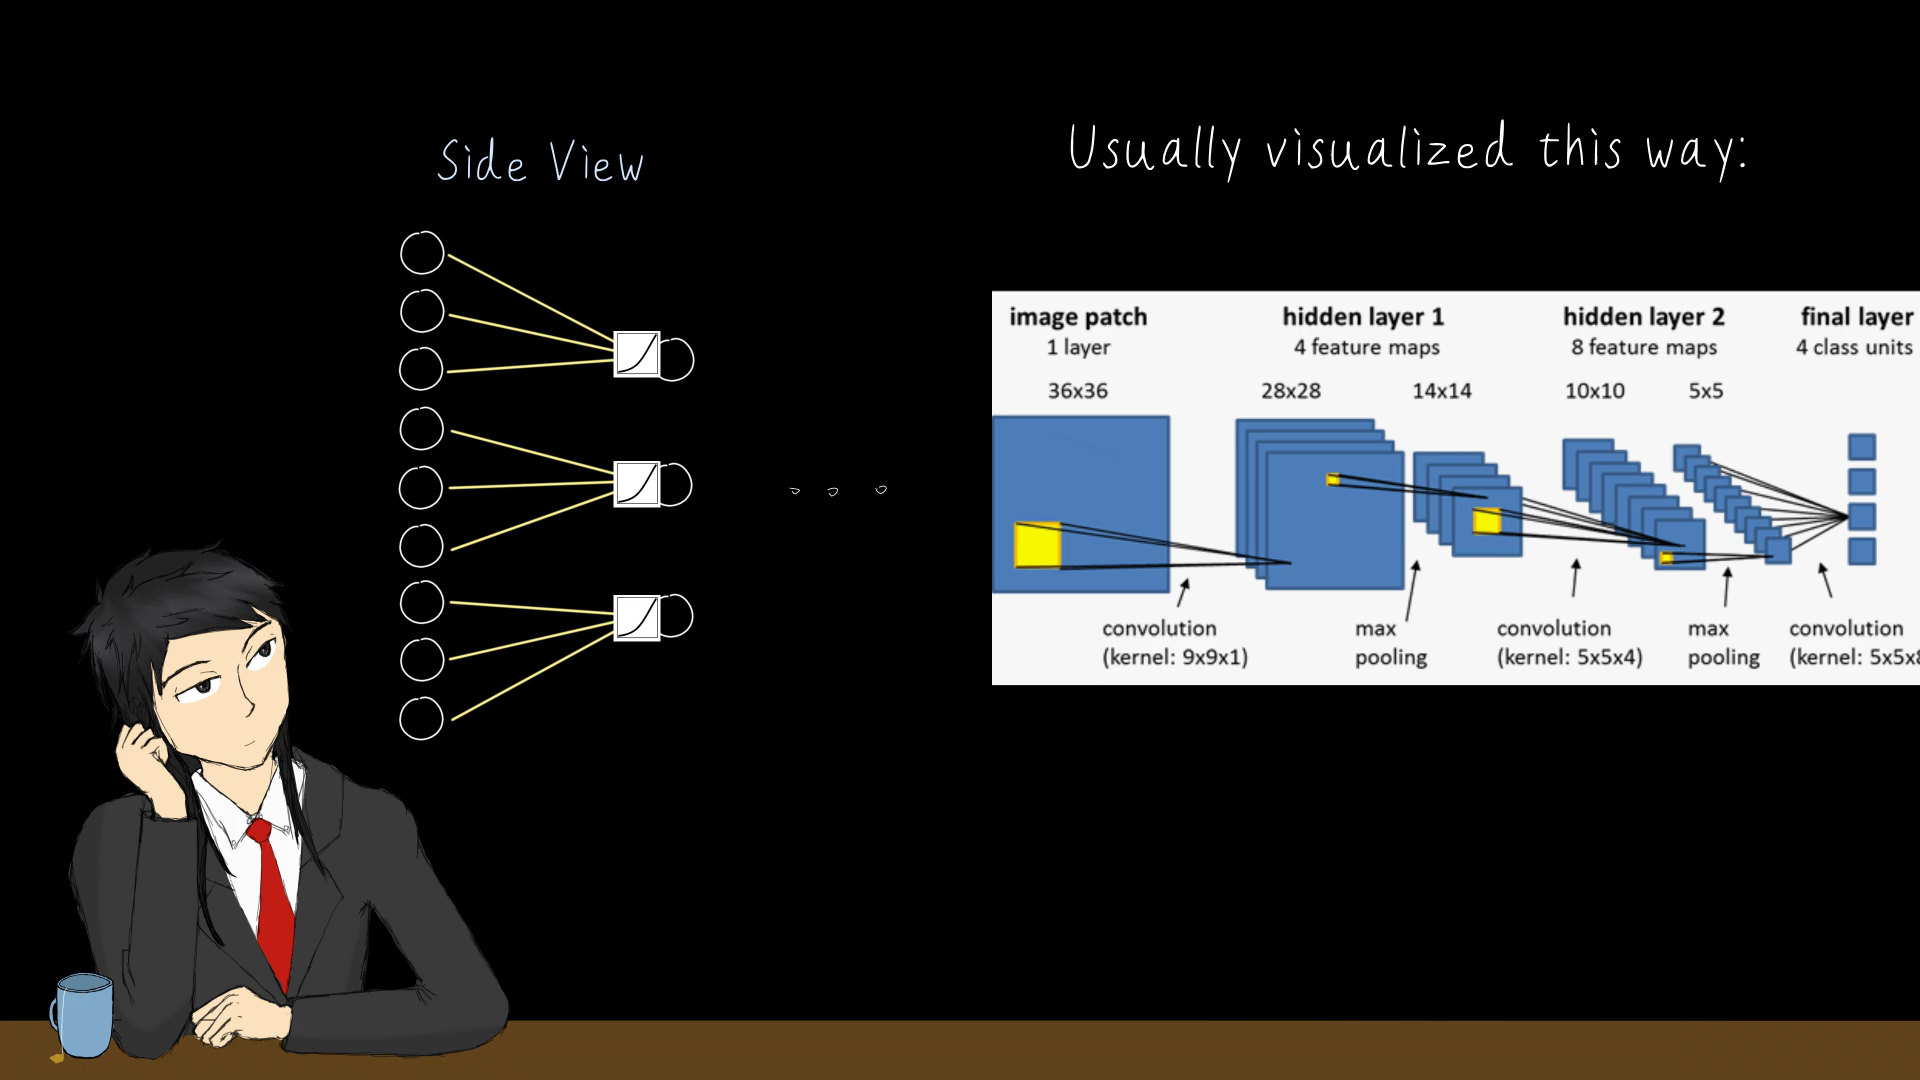 Side View
Usually visualized this way:
image patch
1 layer
36x36
hidden layer 1
4 feature maps
28x28 14x14
hidden layer 2
8 feature maps
10x10 5x5
final layer
4 class units
convolution
(kernel: 9x9x1)
max
pooling
convolution
(kernel: 5x5x4)
max
pooling
convolution
(kernel: 5x5x8